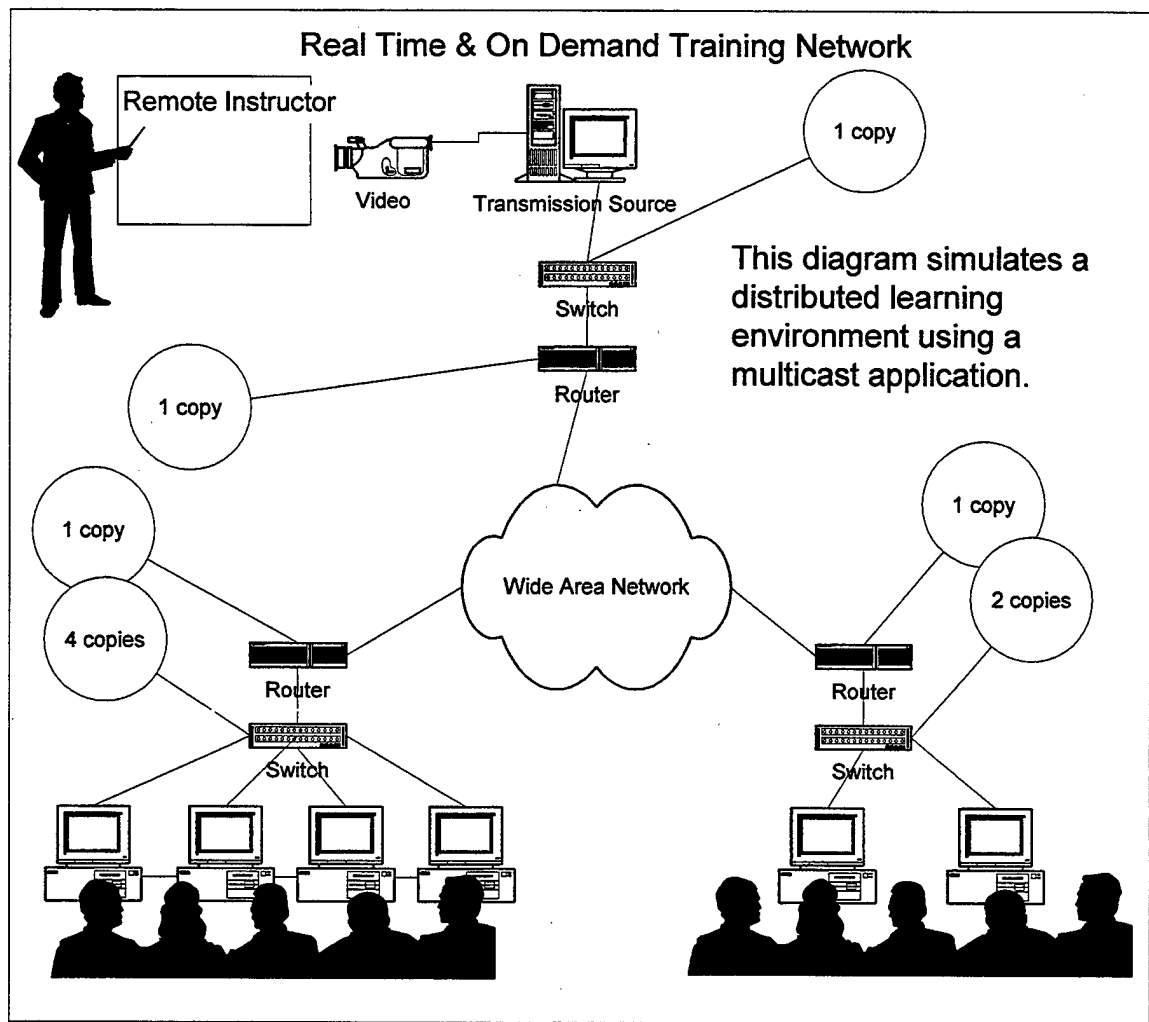 Real Time & On Demand Training Network
Remote Instructor
1 copy
Video
Transmission Source
This diagram simulates a
distributed learning
environment using a
multicast application.
Switch
Router
1 copy
1 copy
4 copies
Wide Area Network
1 copy
2 copies
Router
Switch
Router
Switch